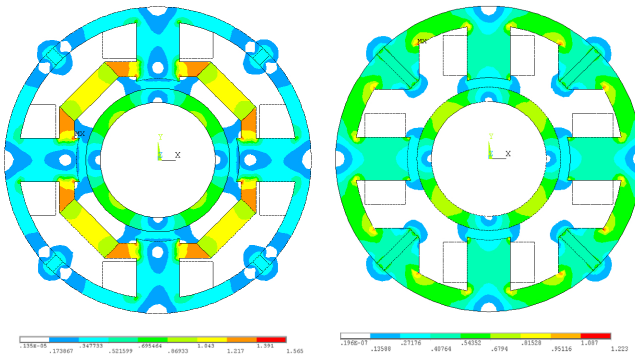 MX
Y
X
MX
Y
X
.135E-05
.173867
.347733
.521599
.695464
.86933
1.043
1.217
1.391
1.565
.196E-07
.13588
.27176
.40764
.54352
.6794
.81528
.95116
1.087
1.223